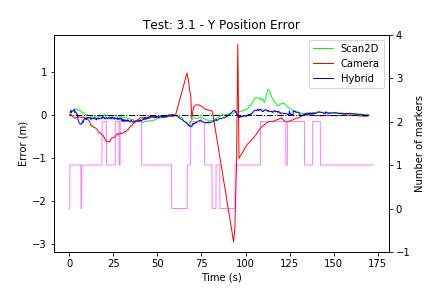 Test: 3.1 - Y Position Error
Scan2D
Camera
Hybrid
Error (m)
1
0
−1
−2
−3
4
3
2
1
0
−1
Number of markers
0 25 50 75 100 125 150 175
Time (s)